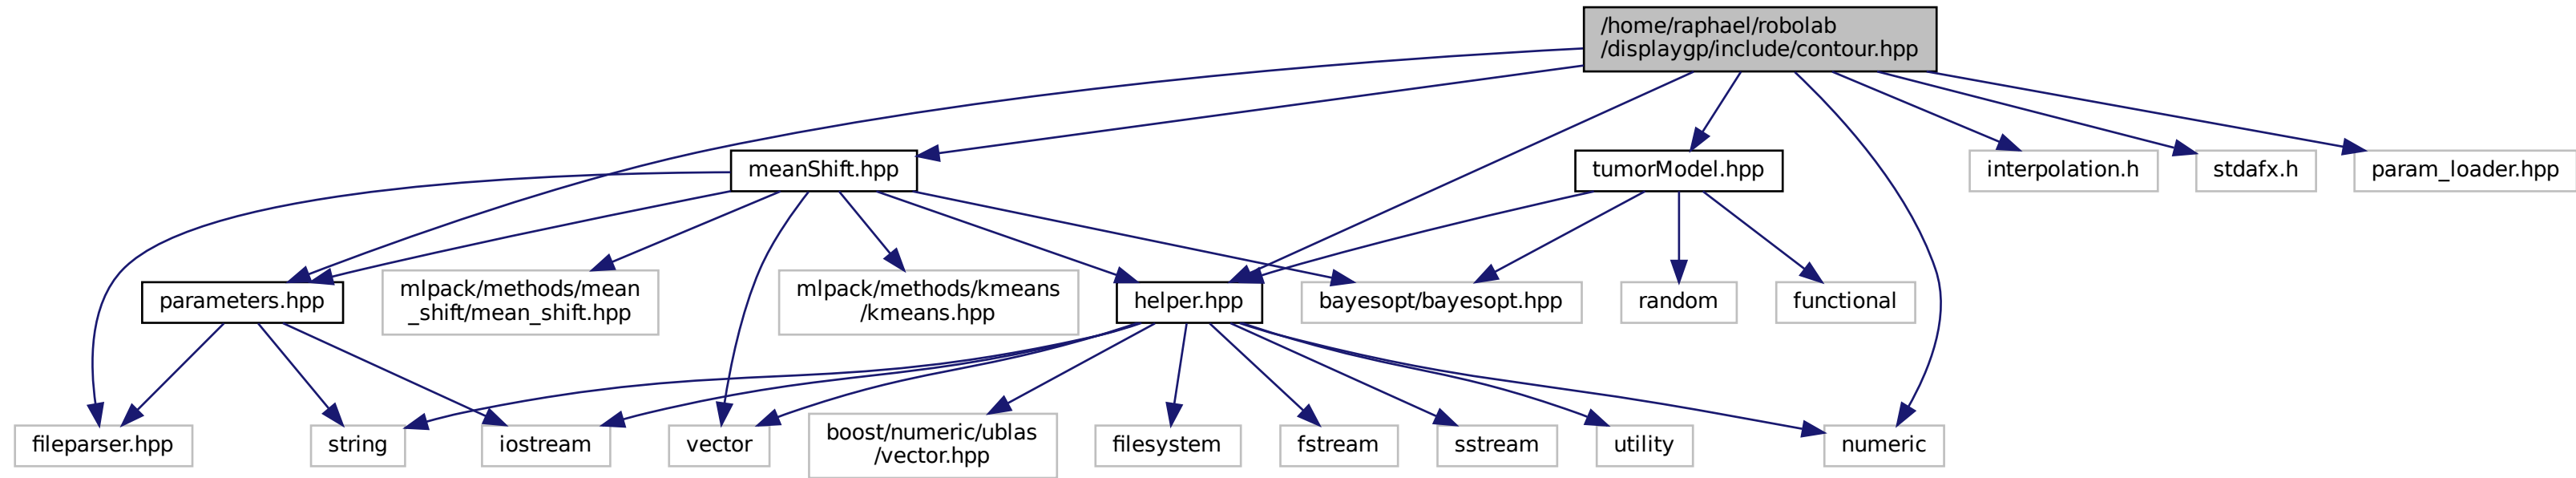 /home/raphael/robolab
/displaygp/include/contour.hpp
meanShift.hpp
tumorModel.hpp
interpolation.h
stdafx.h
param_loader.hpp
parameters.hpp
mlpack/methods/mean
_shift/mean_shift.hpp
mlpack/methods/kmeans
/kmeans.hpp
helper.hpp
bayesopt/bayesopt.hpp
random
functional
fileparser.hpp
string
iostream
vector
boost/numeric/ublas
/vector.hpp
filesystem
fstream
sstream
utility
numeric